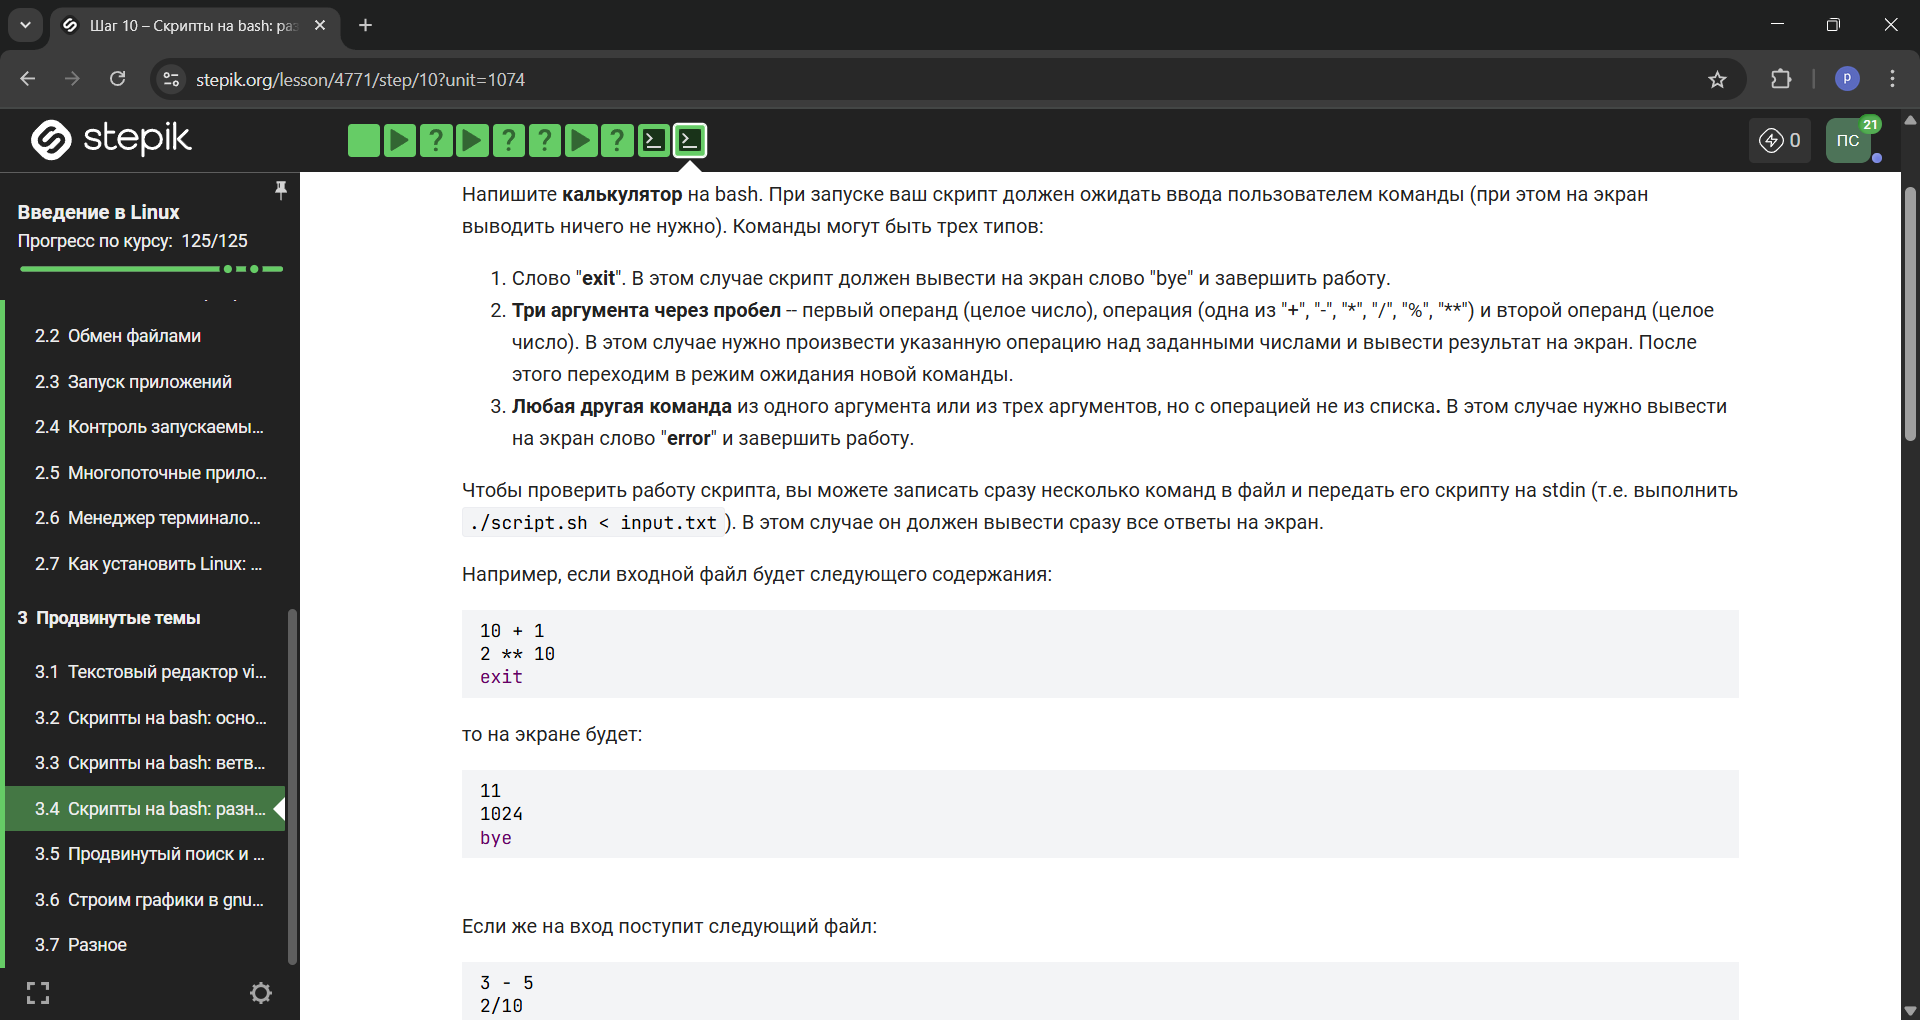 Шаг 10 – Скрипты на bash: раз
stepik.org/lesson/4771/step/10?unit=1074
p
stepik
? ? ? ?
0
ПС
21
Введение в Linux
Прогресс по курсу: 125/125
2.2 Обмен файлами
2.3 Запуск приложений
2.4 Контроль запускаемы...
2.5 Многопоточные прило...
2.6 Менеджер терминало...
2.7 Как установить Linux: ...
3 Продвинутые темы
3.1 Текстовый редактор vi...
3.2 Скрипты на bash: осно...
3.3 Скрипты на bash: ветв...
3.4 Скрипты на bash: разн...
3.5 Продвинутый поиск и ...
3.6 Строим графики в gnu...
3.7 Разное
Напишите калькулятор на bash. При запуске ваш скрипт должен ожидать ввода пользователем команды (при этом на экран
выводить ничего не нужно). Команды могут быть трех типов:
1. Слово "exit". В этом случае скрипт должен вывести на экран слово "bye" и завершить работу.
2. Три аргумента через пробел -- первый операнд (целое число), операция (одна из "+", "-", "*", "/", "%", "**") и второй операнд (целое
число). В этом случае нужно произвести указанную операцию над заданными числами и вывести результат на экран. После
этого переходим в режим ожидания новой команды.
3. Любая другая команда из одного аргумента или из трех аргументов, но с операцией не из списка. В этом случае нужно вывести
на экран слово "error" и завершить работу.
Чтобы проверить работу скрипта, вы можете записать сразу несколько команд в файл и передать его скрипту на stdin (т.е. выполнить
./script.sh < input.txt ). В этом случае он должен вывести сразу все ответы на экран.
Например, если входной файл будет следующего содержания:
10 + 1
2 ** 10
exit
то на экране будет:
11
1024
bye
Если же на вход поступит следующий файл:
3 - 5
2/10